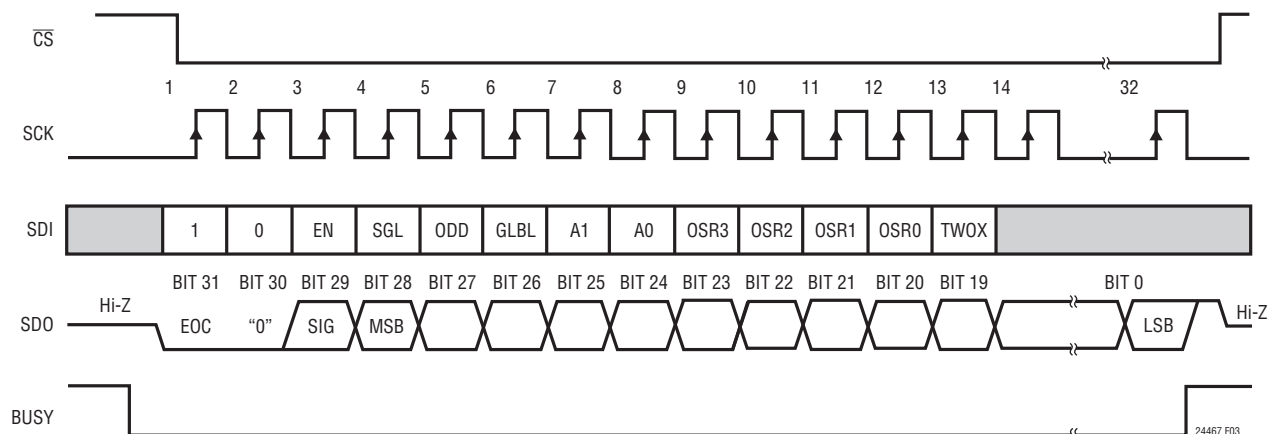 CS
1 2 3 4 5 6 7 8 9 10 11 12 13 14 32
SCK
SDI 1 0 EN SGL ODD GLBL A1 A0 OSR3 OSR2 OSR1 OSR0 TWOX
BIT 31 BIT 30 BIT 29 BIT 28 BIT 27 BIT 26 BIT 25 BIT 24 BIT 23 BIT 22 BIT 21 BIT 20 BIT 19 BIT 0
SDO Hi-Z EOC “0” SIG MSB LSB Hi-Z
BUSY
24467 F03